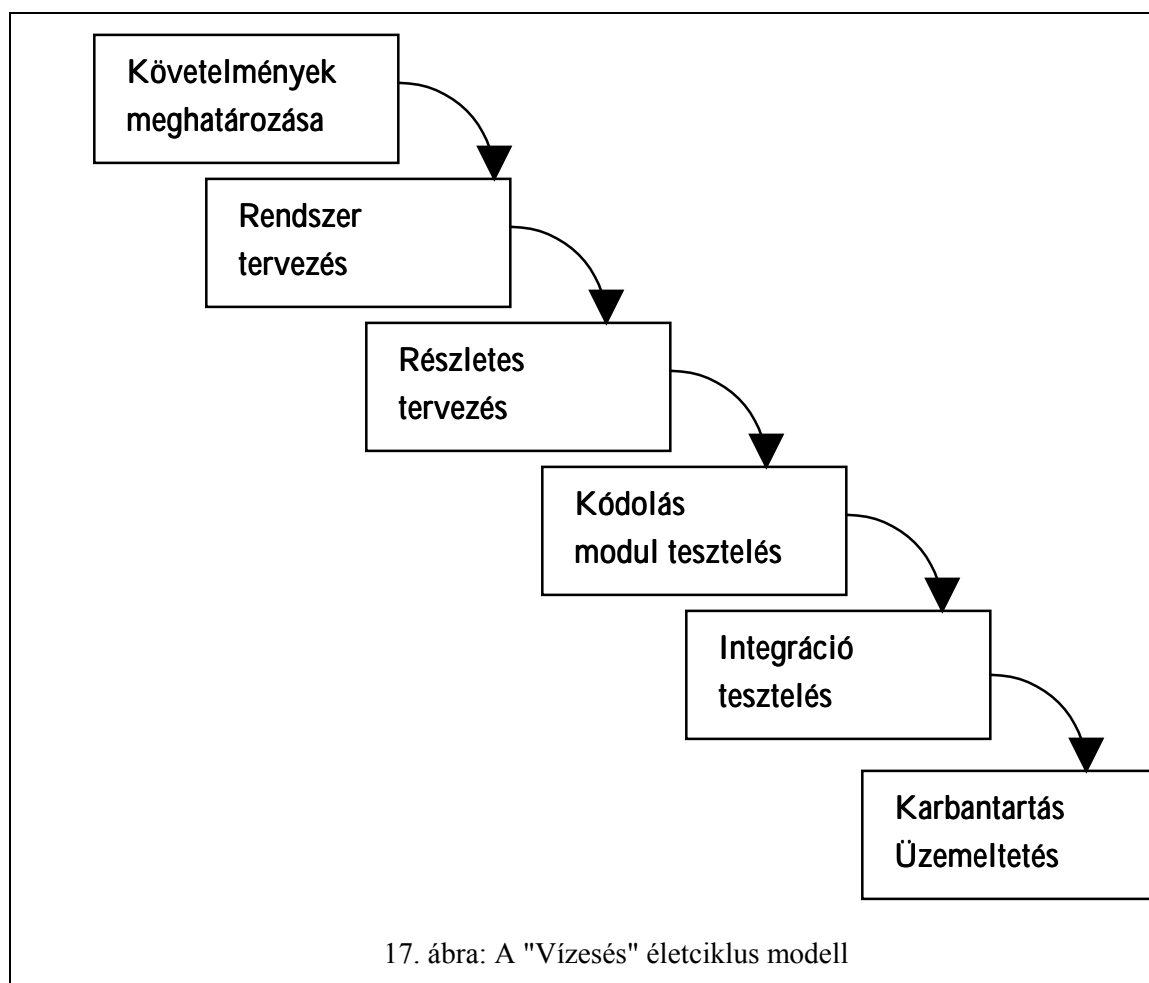 Követelmények
meghatározása
Rendszer
tervezés
Részletes
tervezés
Kódolás
modul tesztelés
Integráció
tesztelés
Karbantartás
Üzemeltetés
17. ábra: A "Vízesés" életciklus modell